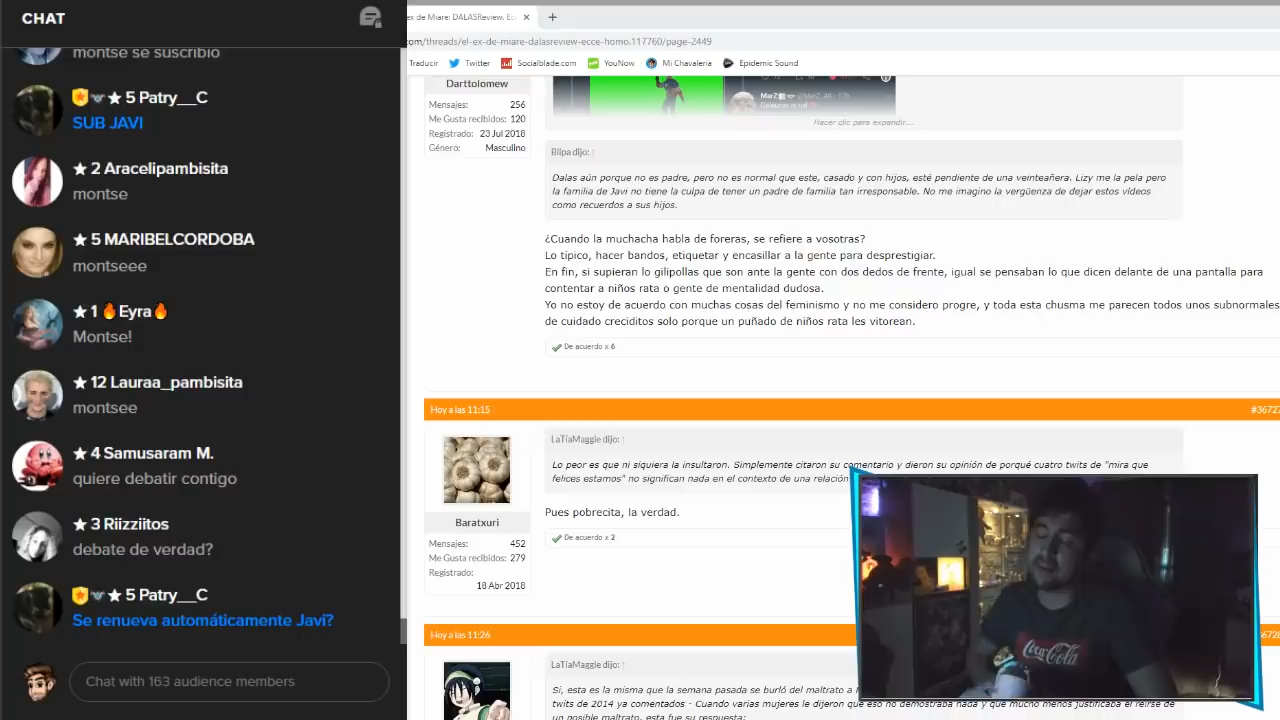 CHAT
montse se suscribio
5 Patry___C
SUB JAVI
2 Aracelipambisita
montse
5 MARIBELCORDOBA
montseee
1 🔥Eyra🔥
Montse!
12 Lauraa_pambisita
montsee
4 Samusaram M.
quiere debatir contigo
3 Riizziitos
debate de verdad?
5 Patry___C
Se renueva automáticamente Javi?
Chat with 163 audience members
ex de Miare: DALASReview. Ec
com/threads/el-ex-de-miare-dalasreview-ecce-homo.117760/page-2449
Traducir Twitter Socialblade.com YouNow Mi Chavaleria Epidemic Sound
Darttolomew
Mensajes: 256
Me Gusta recibidos: 120
Registrado: 23 Jul 2018
Género: Masculino
Hacer clic para expandir...
Bilpa dijo: ↑
Dalas aún porque no es padre, pero no es normal que este, casado y con hijos, esté pendiente de una veinteañera. Lizy me la pela pero
la familia de Javi no tiene la culpa de tener un padre de familia tan irresponsable. No me imagino la vergüenza de dejar estos vídeos
como recuerdos a sus hijos.
¿Cuando la muchacha habla de foreras, se refiere a vosotras?
Lo típico, hacer bandos, etiquetar y encasillar a la gente para desprestigiar.
En fin, si supieran lo gilipollas que son ante la gente con dos dedos de frente, igual se pensaban lo que dicen delante de una pantalla para
contentar a niños rata o gente de mentalidad dudosa.
Yo no estoy de acuerdo con muchas cosas del feminismo y no me considero progre, y toda esta chusma me parecen todos unos subnormales
de cuidado creciditos solo porque un puñado de niños rata les vitorean.
De acuerdo x 6
Hoy a las 11:15 #36727
Baratxuri
Mensajes: 452
Me Gusta recibidos: 279
Registrado:
18 Abr 2018
LaTíaMaggie dijo: ↑
Lo peor es que ni siquiera la insultaron. Simplemente citaron su comentario y dieron su opinión de porqué cuatro twits de "mira que
felices estamos" no significan nada en el contexto de una relación
Pues pobrecita, la verdad.
De acuerdo x 2
Hoy a las 11:26
LaTíaMaggie dijo: ↑
Si, esta es la misma que la semana pasada se burló del maltrato a
twits de 2014 ya comentados - Cuando varias mujeres le dijeron que eso no demostraba nada y que mucho menos justificaba el reirse de
un posible maltrato, esta fue su respuesta:
Coca-Cola